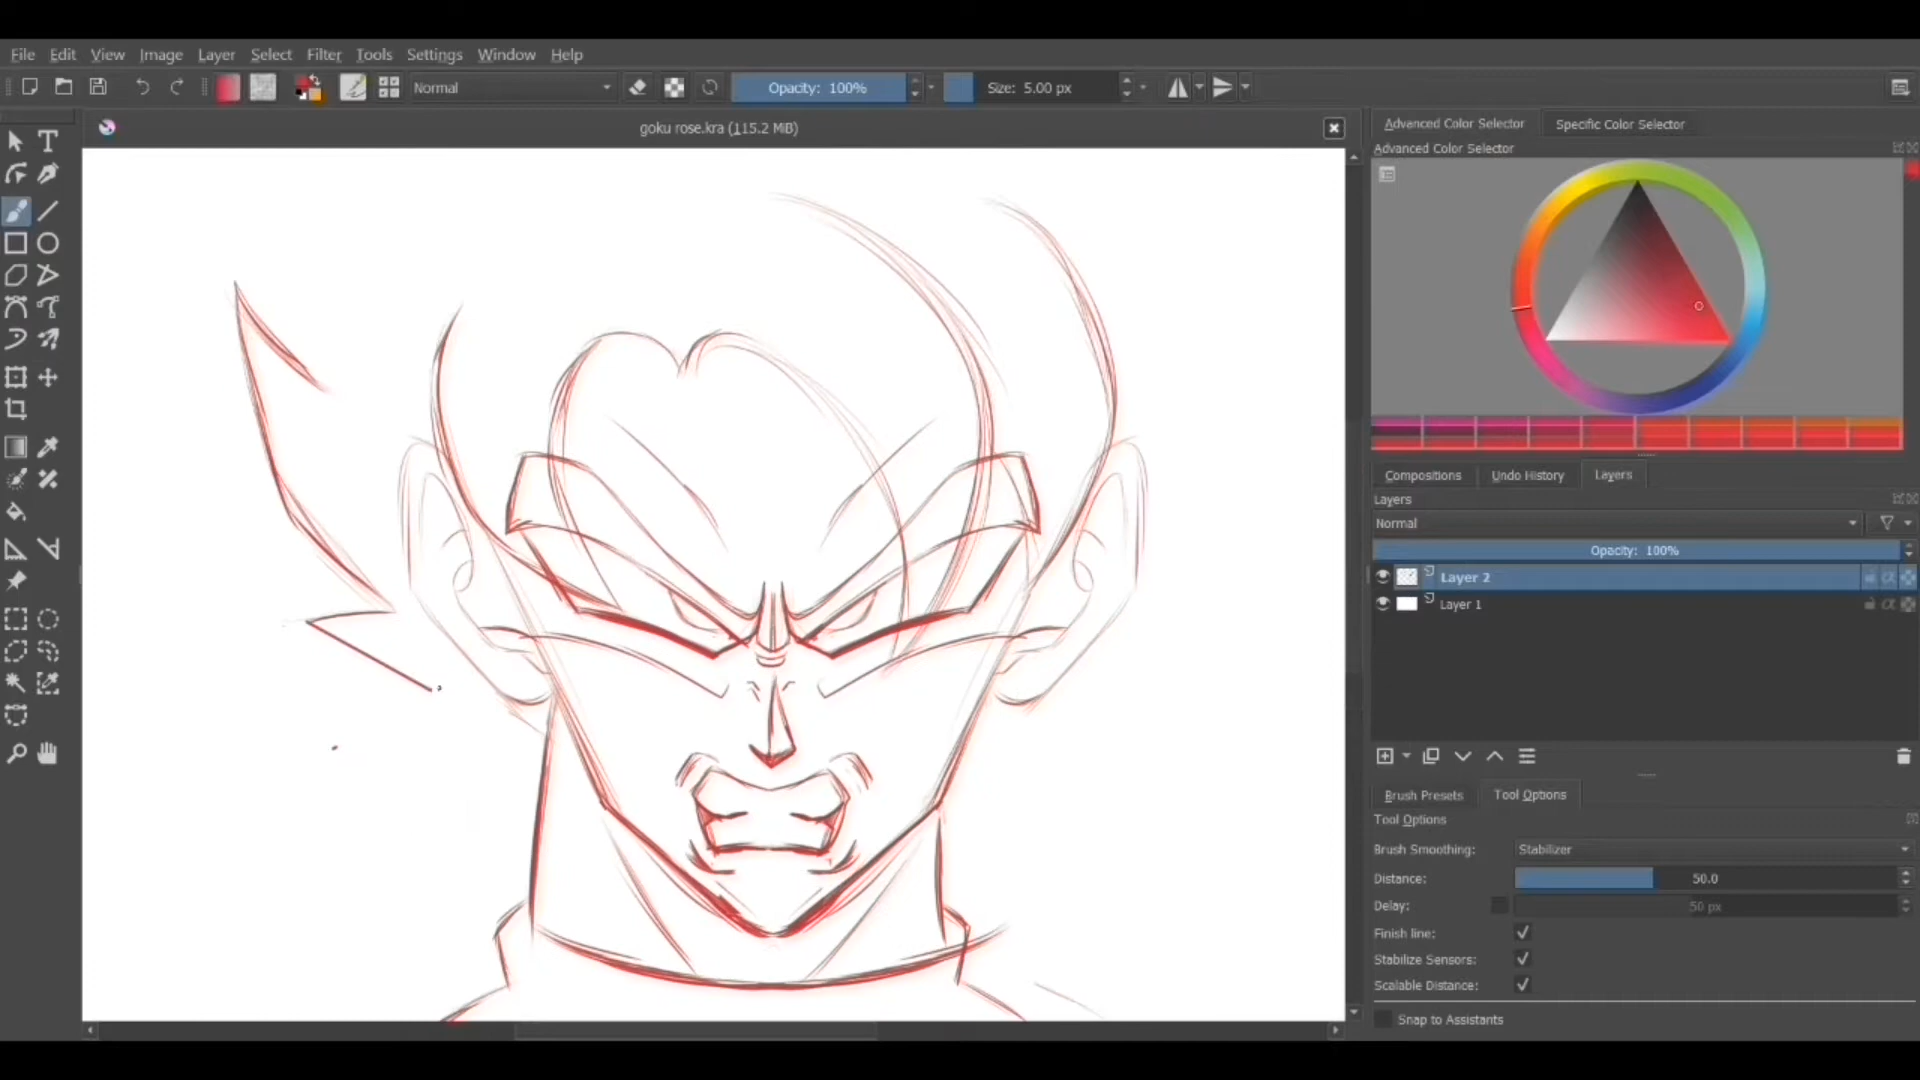 File Edit View Image Layer Select Filter Tools Settings Window Help
Normal Opacity: 100% Size: 5.00 px
goku rose.kra (115.2 MiB)
Advanced Color Selector Specific Color Selector
Advanced Color Selector
Compositions Undo History Layers
Layers
Normal
Opacity: 100%
Layer 2
Layer 1
Brush Presets Tool Options
Tool Options
Brush Smoothing: Stabilizer
Distance: 50.0
Delay: 50 px
Finish line:
Stabilize Sensors:
Scalable Distance:
Snap to Assistants